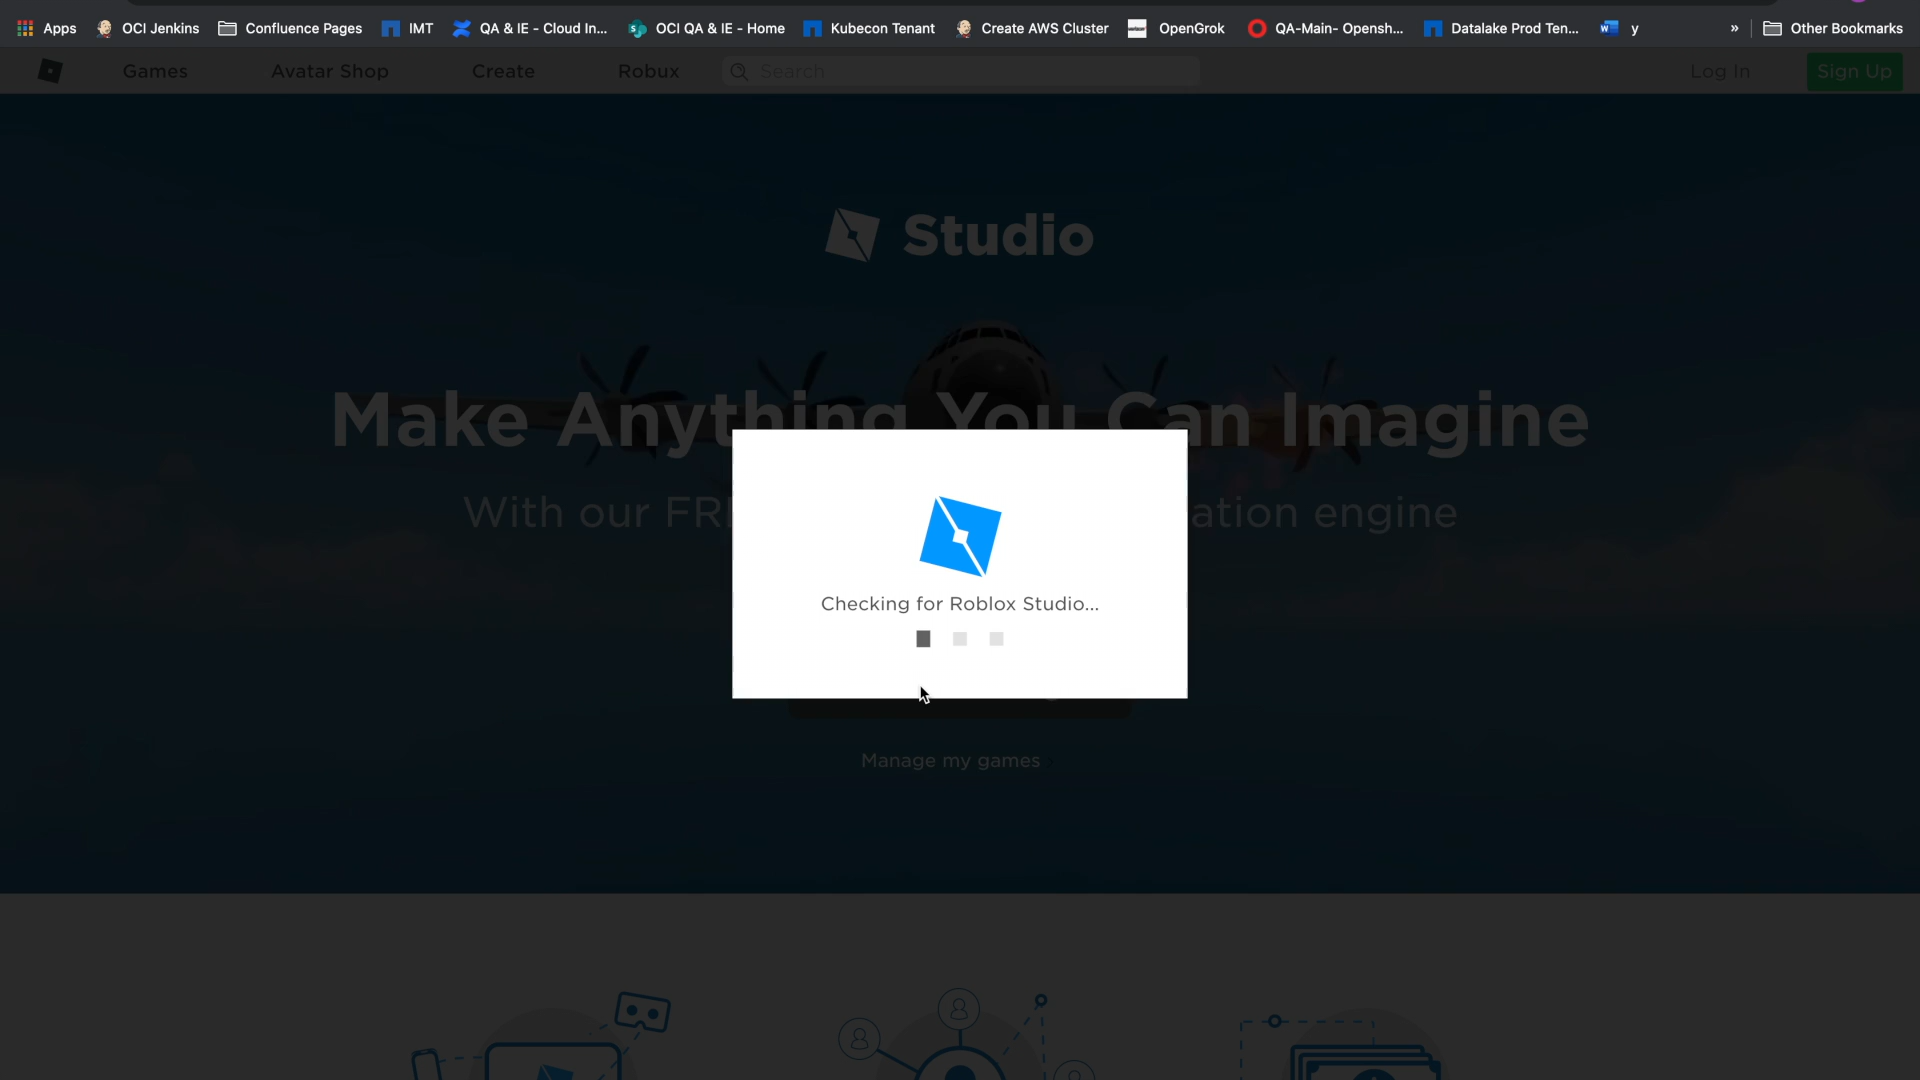 Apps OCI Jenkins Confluence Pages IMT QA & IE - Cloud In... OCI QA & IE - Home Kubecon Tenant Create AWS Cluster OpenGrok QA-Main- Opensh... Datalake Prod Ten... y » Other Bookmarks
Games Avatar Shop Create Robux Search Log In Sign Up
Studio
Make Anything You Can Imagine
With our
engine
Checking for Roblox Studio...
Manage my games